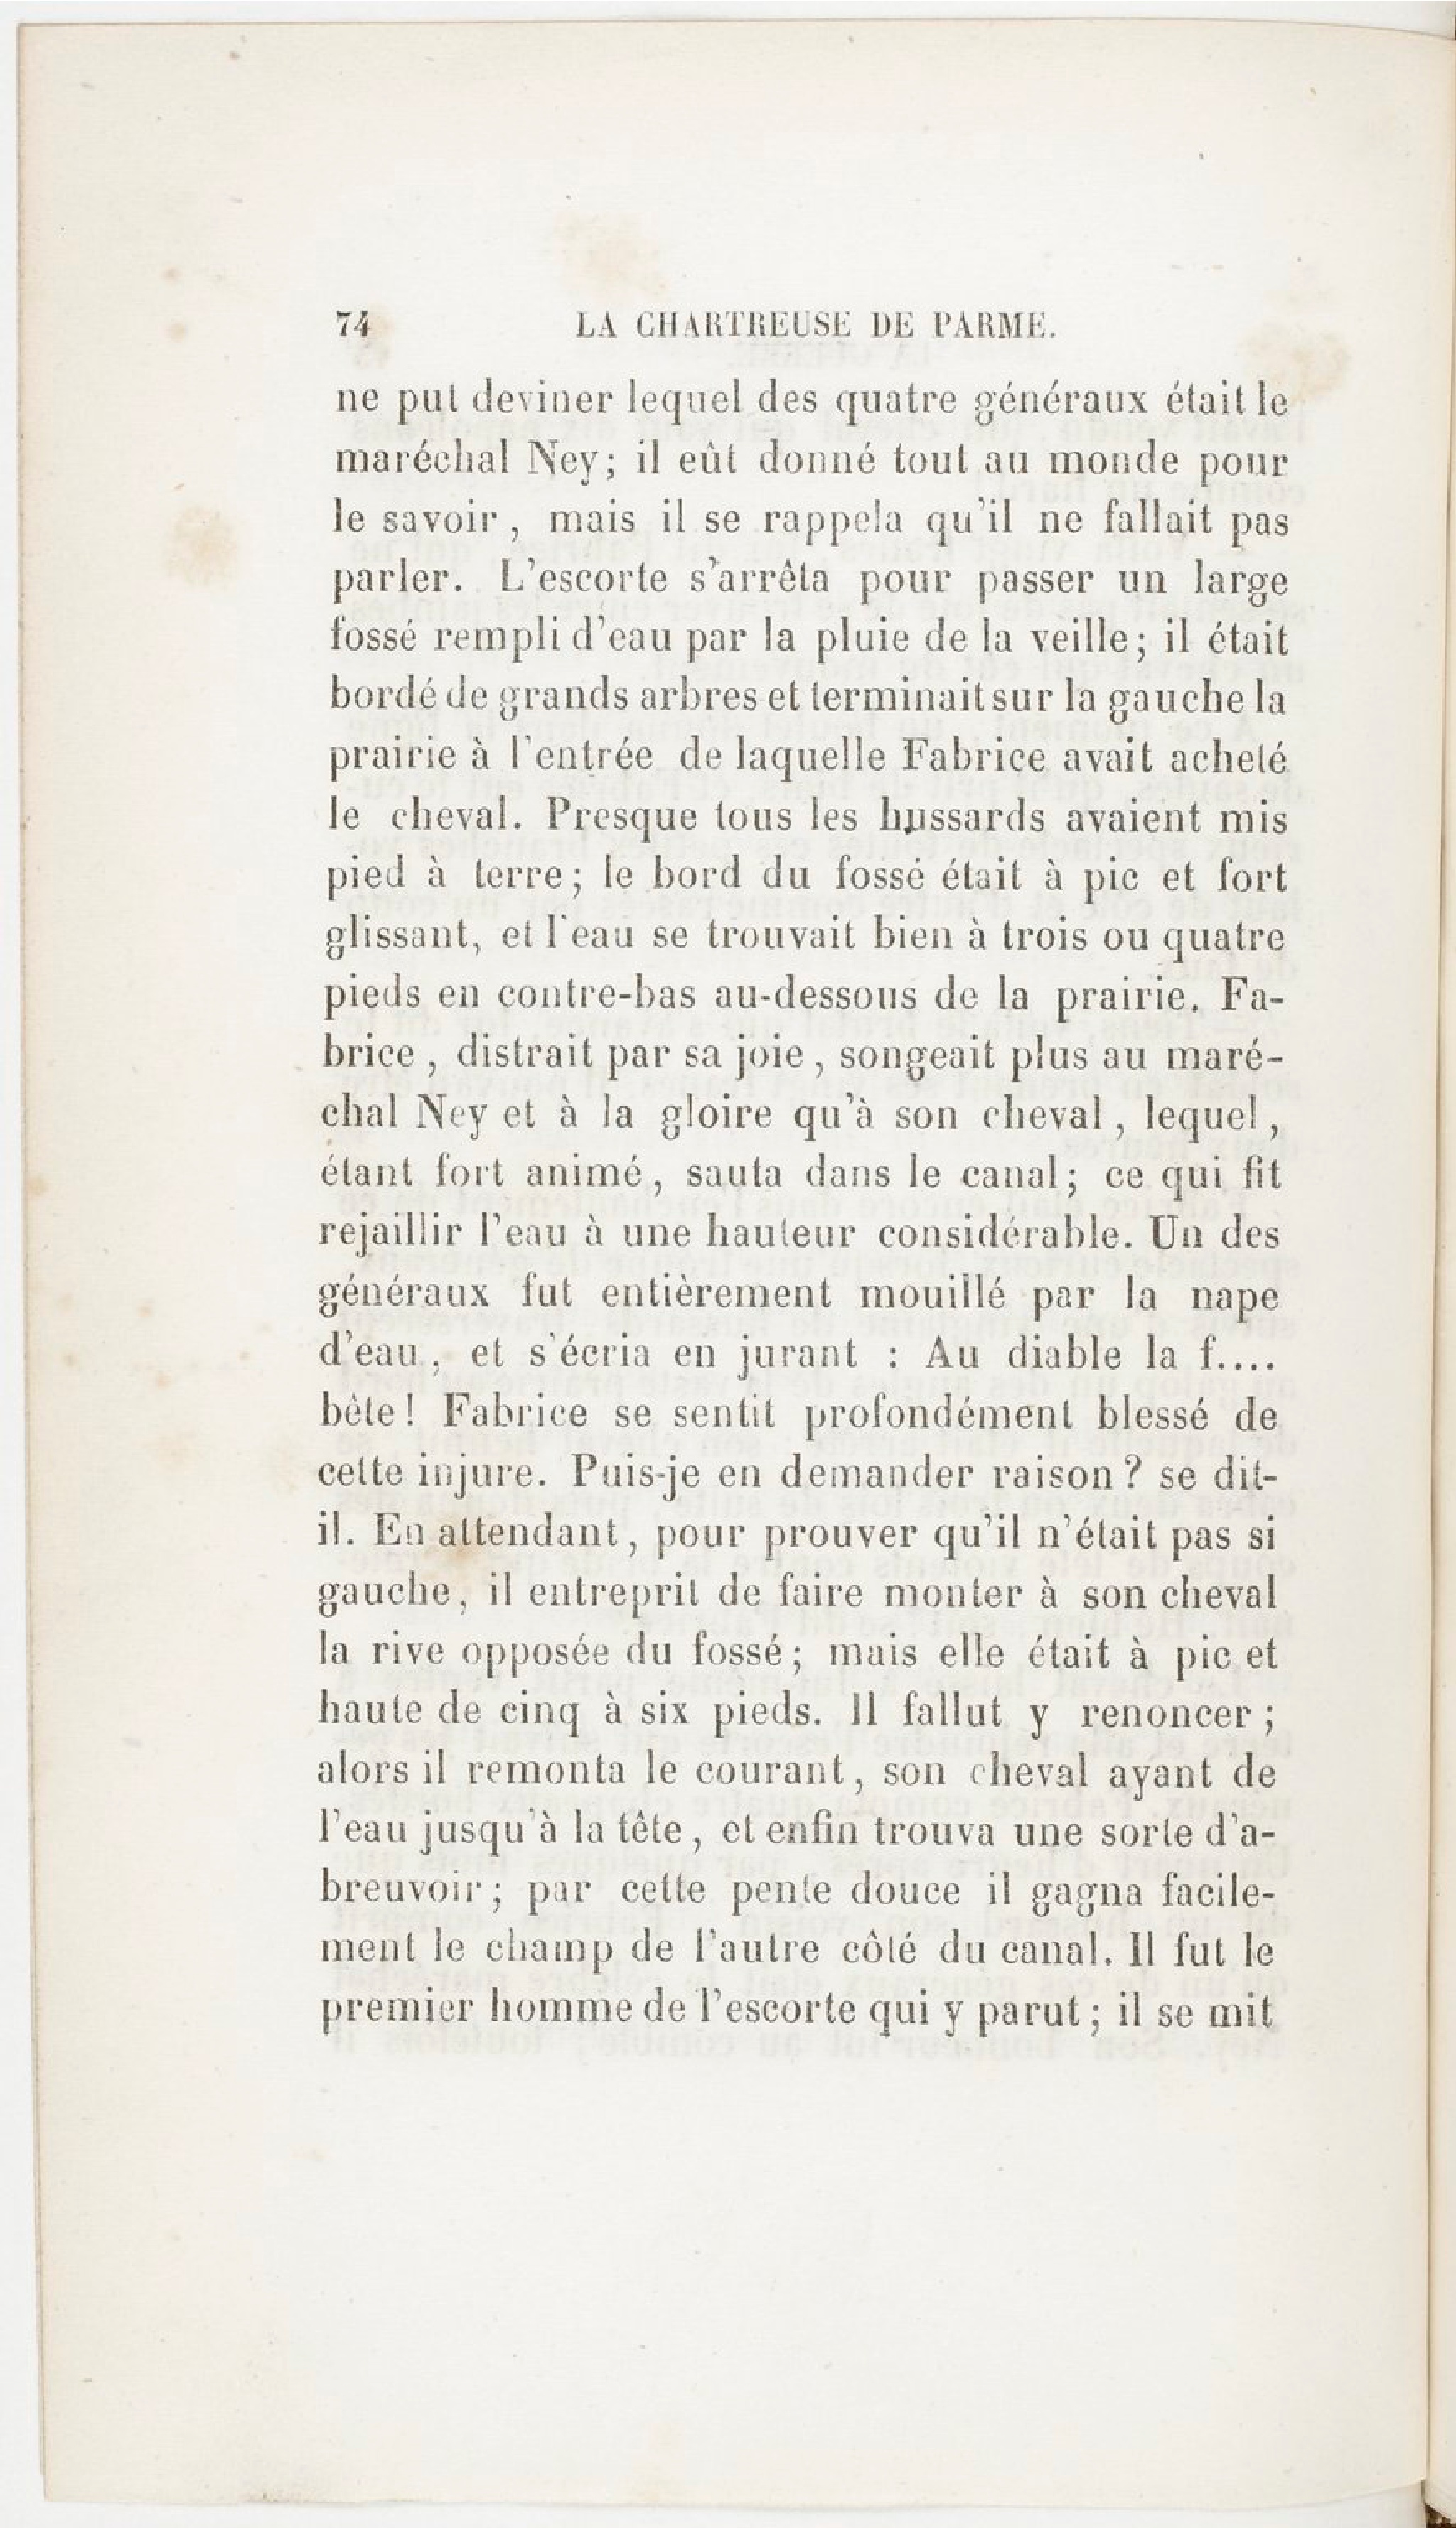 74 LA CHARTREUSE DE PARME.
ne put deviner lequel des quatre généraux était le
maréchal Ney; il eût donné tout au monde pour
le savoir, mais il se rappela qu'il ne fallait pas
parler. L'escorte s'arrêta pour passer un large
fossé rempli d'eau par la pluie de la veille; il était
bordé de grands arbres et terminait sur la gauche la
prairie à l'entrée de laquelle Fabrice avait acheté
le cheval. Presque tous les hussards avaient mis
pied à terre; le bord du fossé était à pic et fort
glissant, et l'eau se trouvait bien à trois ou quatre
pieds en contre-bas au-dessous de la prairie. Fa-
brice, distrait par sa joie, songeait plus au maré-
chal Ney et à la gloire qu'à son cheval, lequel,
étant fort animé, sauta dans le canal; ce qui fit
rejaillir l'eau à une hauteur considérable. Un des
généraux fut entièrement mouillé par la nape
d'eau, et s'écria en jurant : Au diable la f....
bête! Fabrice se sentit profondément blessé de
cette injure. Puis-je en demander raison? se dit-
il. En attendant, pour prouver qu'il n'était pas si
gauche, il entreprit de faire monter à son cheval
la rive opposée du fossé; mais elle était à pic et
haute de cinq à six pieds. Il fallut y renoncer;
alors il remonta le courant, son cheval ayant de
l'eau jusqu'à la tête, et enfin trouva une sorte d'a-
breuvoir; par cette pente douce il gagna facile-
ment le champ de l'autre côté du canal. Il fut le
premier homme de l'escorte qui y parut; il se mit